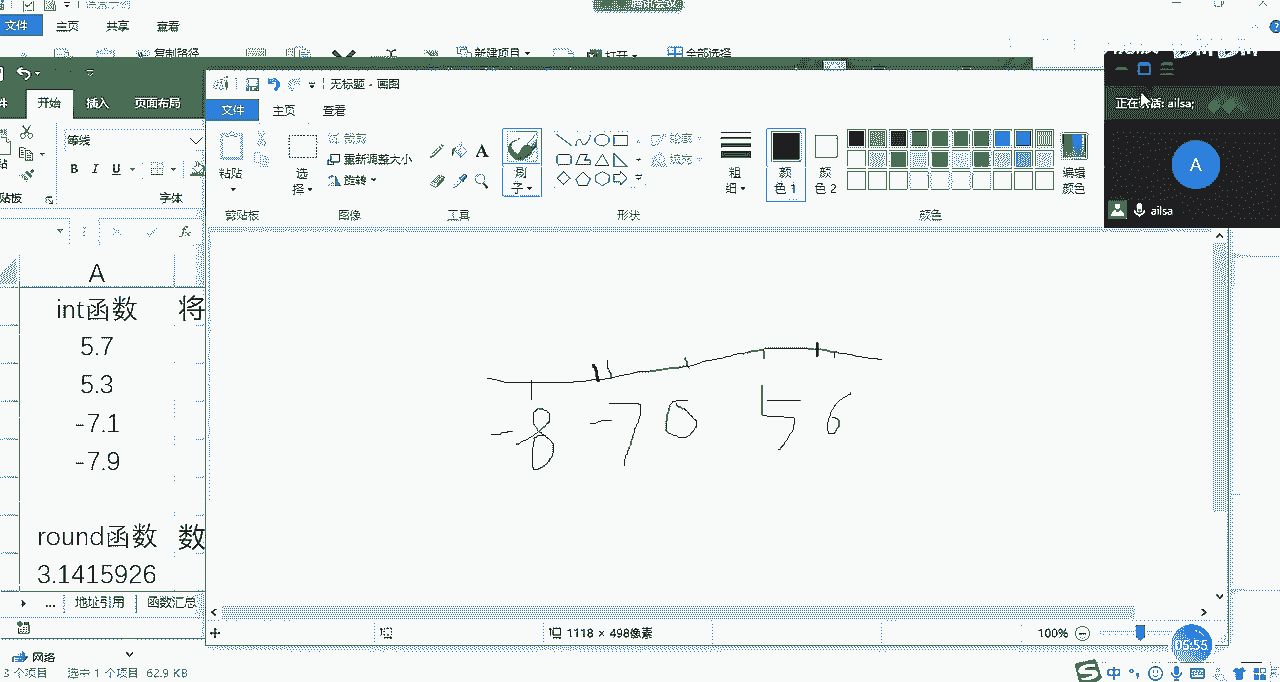 腾讯会议
文件 主页 共享 查看
复制路径 新建项目 打开 全部选择
无标题 - 画图
正在讲话: ailsa;
开始 插入 页面布局
文件 主页 查看
等线
B I U
字体
粘贴 剪贴板
选择 图像
剪裁
重新调整大小
旋转
A
工具
刷子
形状
轮廓
填充
粗细
颜色 1
颜色 2
颜色
编辑颜色
A
ailsa
fx
A
int函数 将
5.7
5.3
-7.1
-7.9
round函数 数
3.1415926
-8 -7 0 5 6
... 地址引用 函数汇总
1118 × 498像素 100%
05:55
网络
3 个项目 选中 1 个项目 62.9 KB
中